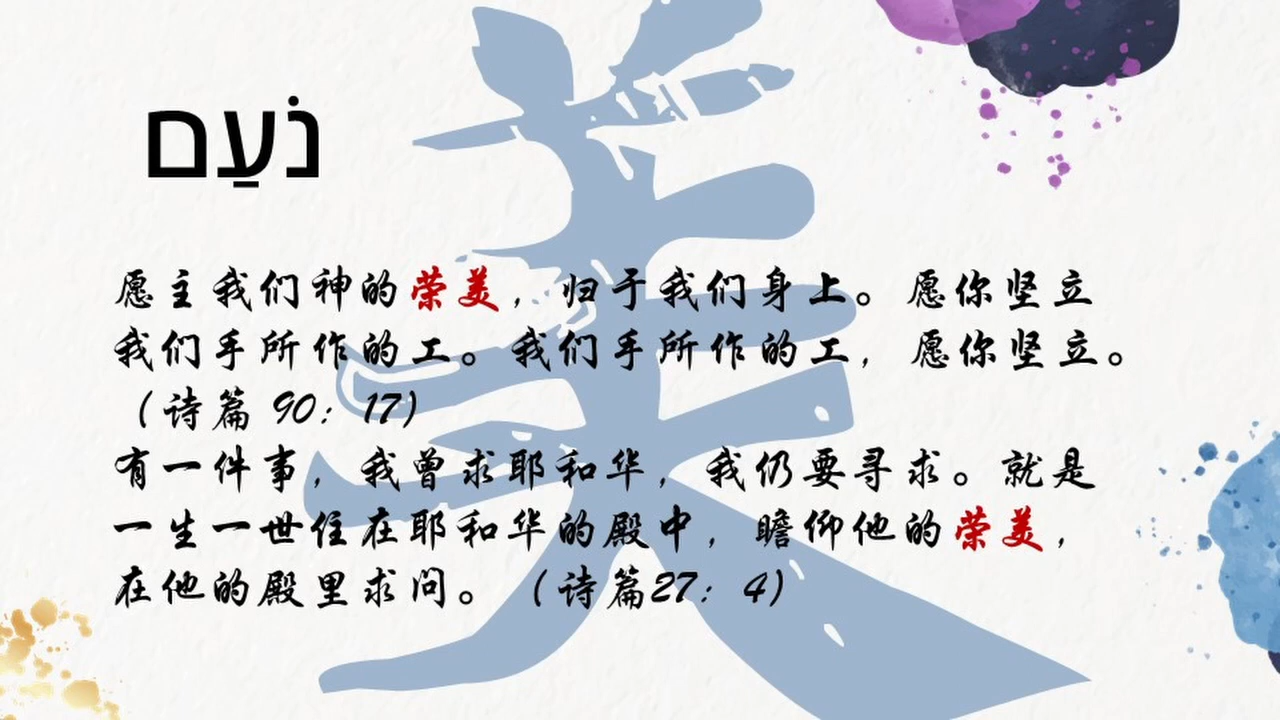 美
נֹעַם
愿主我们神的荣美，归于我们身上。愿你坚立
我们手所作的工。我们手所作的工，愿你坚立。
（诗篇 90：17）
有一件事，我曾求耶和华，我仍要寻求。就是
一生一世住在耶和华的殿中，瞻仰他的荣美，
在他的殿里求问。（诗篇27：4）